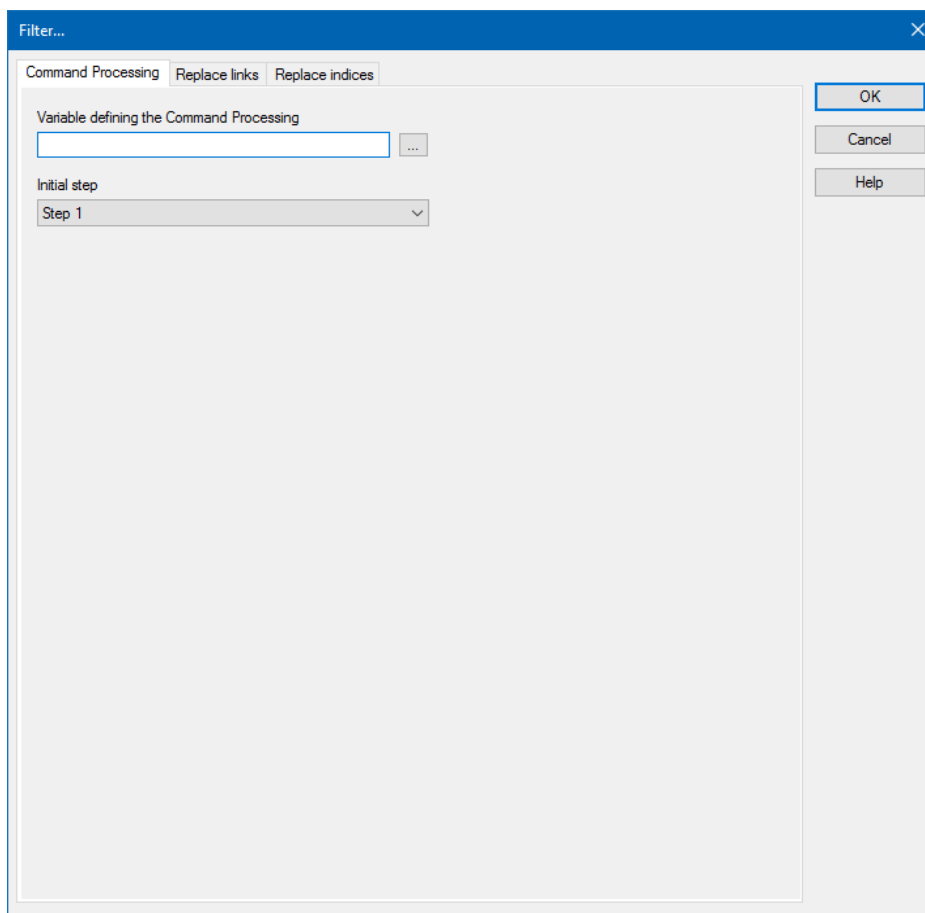 Filter...
Command Processing Replace links Replace indices
OK
Variable defining the Command Processing
...
Cancel
Initial step
Help
Step 1